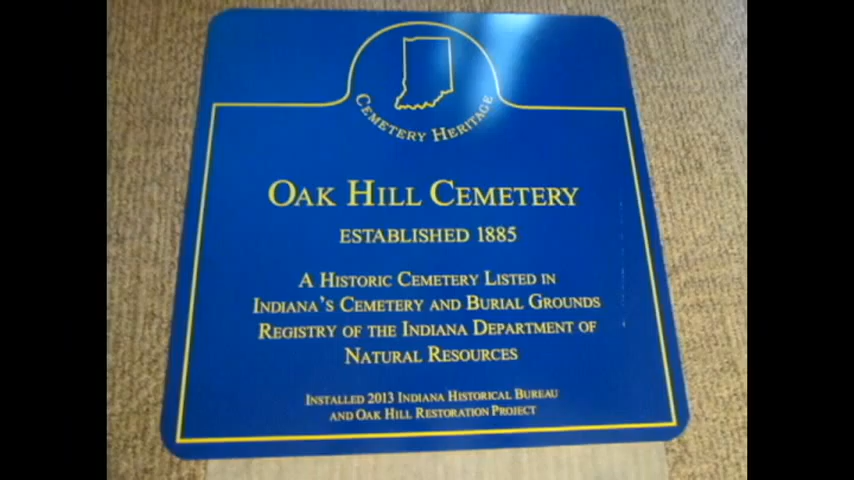 CEMETERY HERITAGE
OAK HILL CEMETERY
ESTABLISHED 1885
A HISTORIC CEMETERY LISTED IN
INDIANA'S CEMETERY AND BURIAL GROUNDS
REGISTRY OF THE INDIANA DEPARTMENT OF
NATURAL RESOURCES
INSTALLED 2013 INDIANA HISTORICAL BUREAU
AND OAK HILL RESTORATION PROJECT